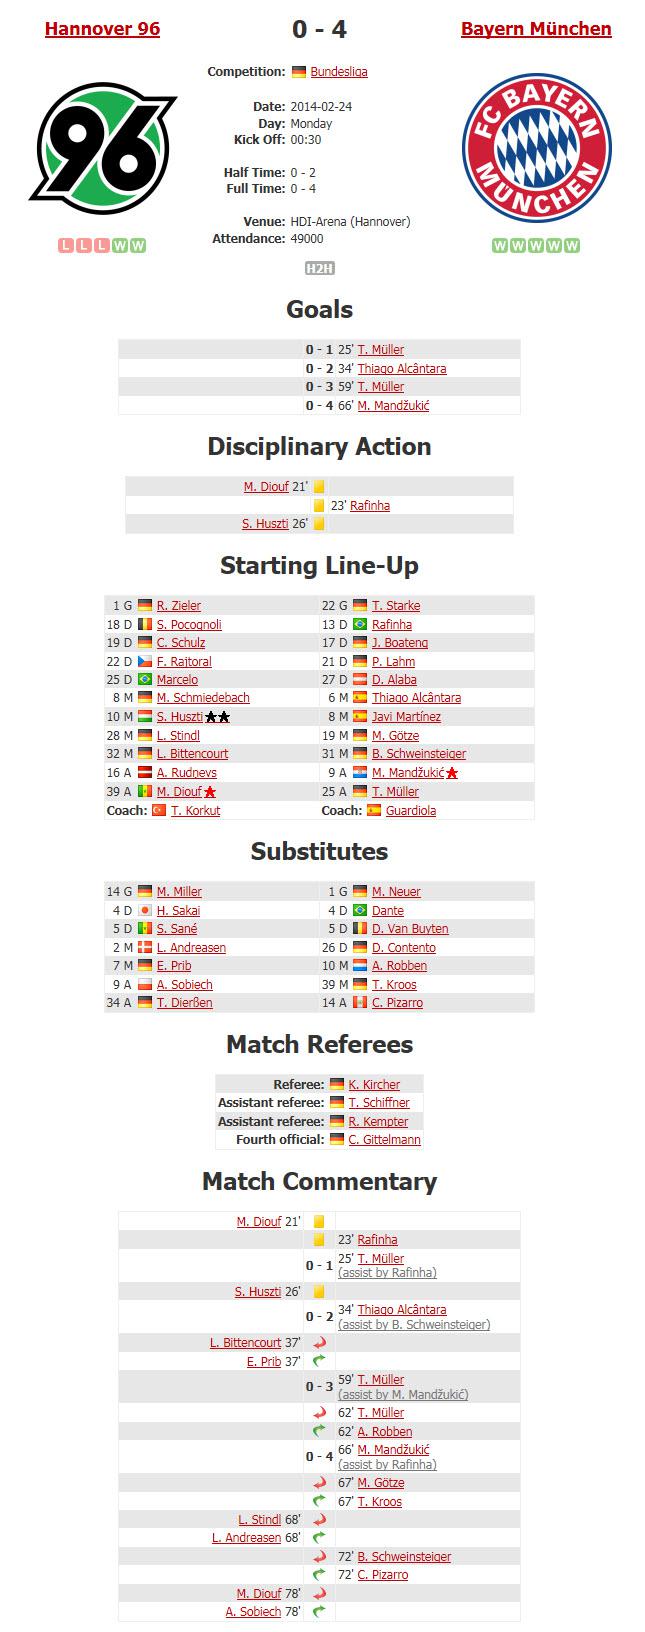 Hannover 96 0 - 4 Bayern München
Competition: Bundesliga
Date: 2014-02-24
Day: Monday
Kick Off: 00:30
Half Time: 0 - 2
Full Time: 0 - 4
Venue: HDI-Arena (Hannover)
Attendance: 49000
96
FC BAYERN MÜNCHEN
L L L W W
W W W W W
H2H
Goals
0 - 1 25' T. Müller
0 - 2 34' Thiago Alcântara
0 - 3 59' T. Müller
0 - 4 66' M. Mandžukić
Disciplinary Action
M. Diouf 21'
23' Rafinha
S. Huszti 26'
Starting Line-Up
1 G R. Zieler 22 G T. Starke
18 D S. Pocognoli 13 D Rafinha
19 D C. Schulz 17 D J. Boateng
22 D F. Rajtoral 21 D P. Lahm
25 D Marcelo 27 D D. Alaba
8 M M. Schmiedebach 6 M Thiago Alcântara
10 M S. Huszti 8 M Javi Martínez
28 M L. Stindl 19 M M. Götze
32 M L. Bittencourt 31 M B. Schweinsteiger
16 A A. Rudņevs 9 A M. Mandžukić
39 A M. Diouf 25 A T. Müller
Coach: T. Korkut Coach: Guardiola
Substitutes
14 G M. Miller 1 G M. Neuer
4 D H. Sakai 4 D Dante
5 D S. Sané 5 D D. Van Buyten
2 M L. Andreasen 26 D D. Contento
7 M E. Prib 10 M A. Robben
9 A A. Sobiech 39 M T. Kroos
34 A T. Dierßen 14 A C. Pizarro
Match Referees
Referee: K. Kircher
Assistant referee: T. Schiffner
Assistant referee: R. Kempter
Fourth official: C. Gittelmann
Match Commentary
M. Diouf 21'
23' Rafinha
0 - 1 25' T. Müller
(assist by Rafinha)
S. Huszti 26'
0 - 2 34' Thiago Alcântara
(assist by B. Schweinsteiger)
L. Bittencourt 37'
E. Prib 37'
0 - 3 59' T. Müller
(assist by M. Mandžukić)
62' T. Müller
62' A. Robben
0 - 4 66' M. Mandžukić
(assist by Rafinha)
67' M. Götze
67' T. Kroos
L. Stindl 68'
L. Andreasen 68'
72' B. Schweinsteiger
72' C. Pizarro
M. Diouf 78'
A. Sobiech 78'